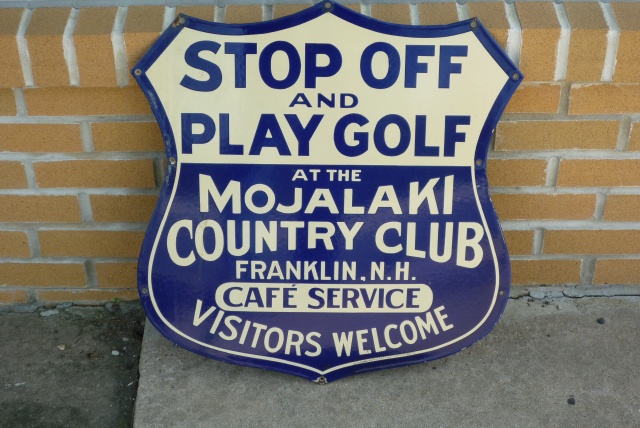 STOP OFF
AND
PLAY GOLF
AT THE
MOJALAKI
COUNTRY CLUB
FRANKLIN. N.H.
CAFÉ SERVICE
VISITORS WELCOME